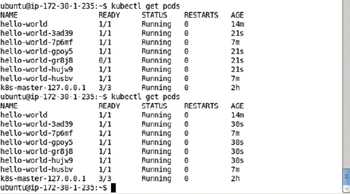 ubuntu@ip-172-30-1-235:~$ kubectl get pods
NAME READY STATUS RESTARTS AGE
hello-world 1/1 Running 0 14m
hello-world-3ad39 1/1 Running 0 21s
hello-world-7p6mf 1/1 Running 0 7m
hello-world-gpoy5 1/1 Running 0 21s
hello-world-gr8j8 0/1 Running 0 21s
hello-world-hujw9 1/1 Running 0 21s
hello-world-husbv 1/1 Running 0 7m
k8s-master-127.0.0.1 3/3 Running 0 2h
ubuntu@ip-172-30-1-235:~$ kubectl get pods
NAME READY STATUS RESTARTS AGE
hello-world 1/1 Running 0 14m
hello-world-3ad39 1/1 Running 0 30s
hello-world-7p6mf 1/1 Running 0 7m
hello-world-gpoy5 1/1 Running 0 30s
hello-world-gr8j8 1/1 Running 0 30s
hello-world-hujw9 1/1 Running 0 30s
hello-world-husbv 1/1 Running 0 7m
k8s-master-127.0.0.1 3/3 Running 0 2h
ubuntu@ip-172-30-1-235:~$